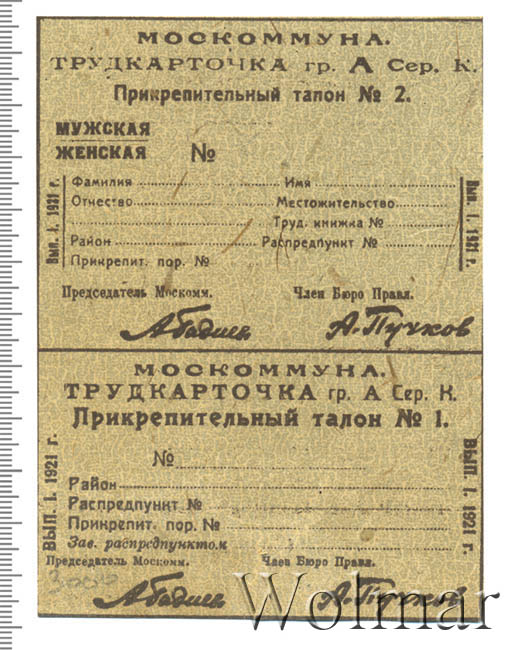 МОСКОММУНА.
ТРУДКАРТОЧКА гр. А Сер. К.
Прикрепительный талон № 2.
МУЖСКАЯ
ЖЕНСКАЯ №
Вып. 1. 1921 г.
Фамилия Имя
Отчество Местожительство
Труд. книжка №
Район Распредпункт №
Прикрепит. пор. №
Вып. 1. 1921 г.
Председатель Москомм. Член Бюро Правл.
А. Пучков
МОСКОММУНА.
ТРУДКАРТОЧКА гр. А Сер. К.
Прикрепительный талон № 1.
ВЫП. 1. 1921 г.
№
Район
Распредпункт №
Прикрепит. пор. №
Зав. распредпунктом
ВЫП. 1. 1921 г.
Председатель Москомм. Член Бюро Правл.
А. Пучков
Wolmar